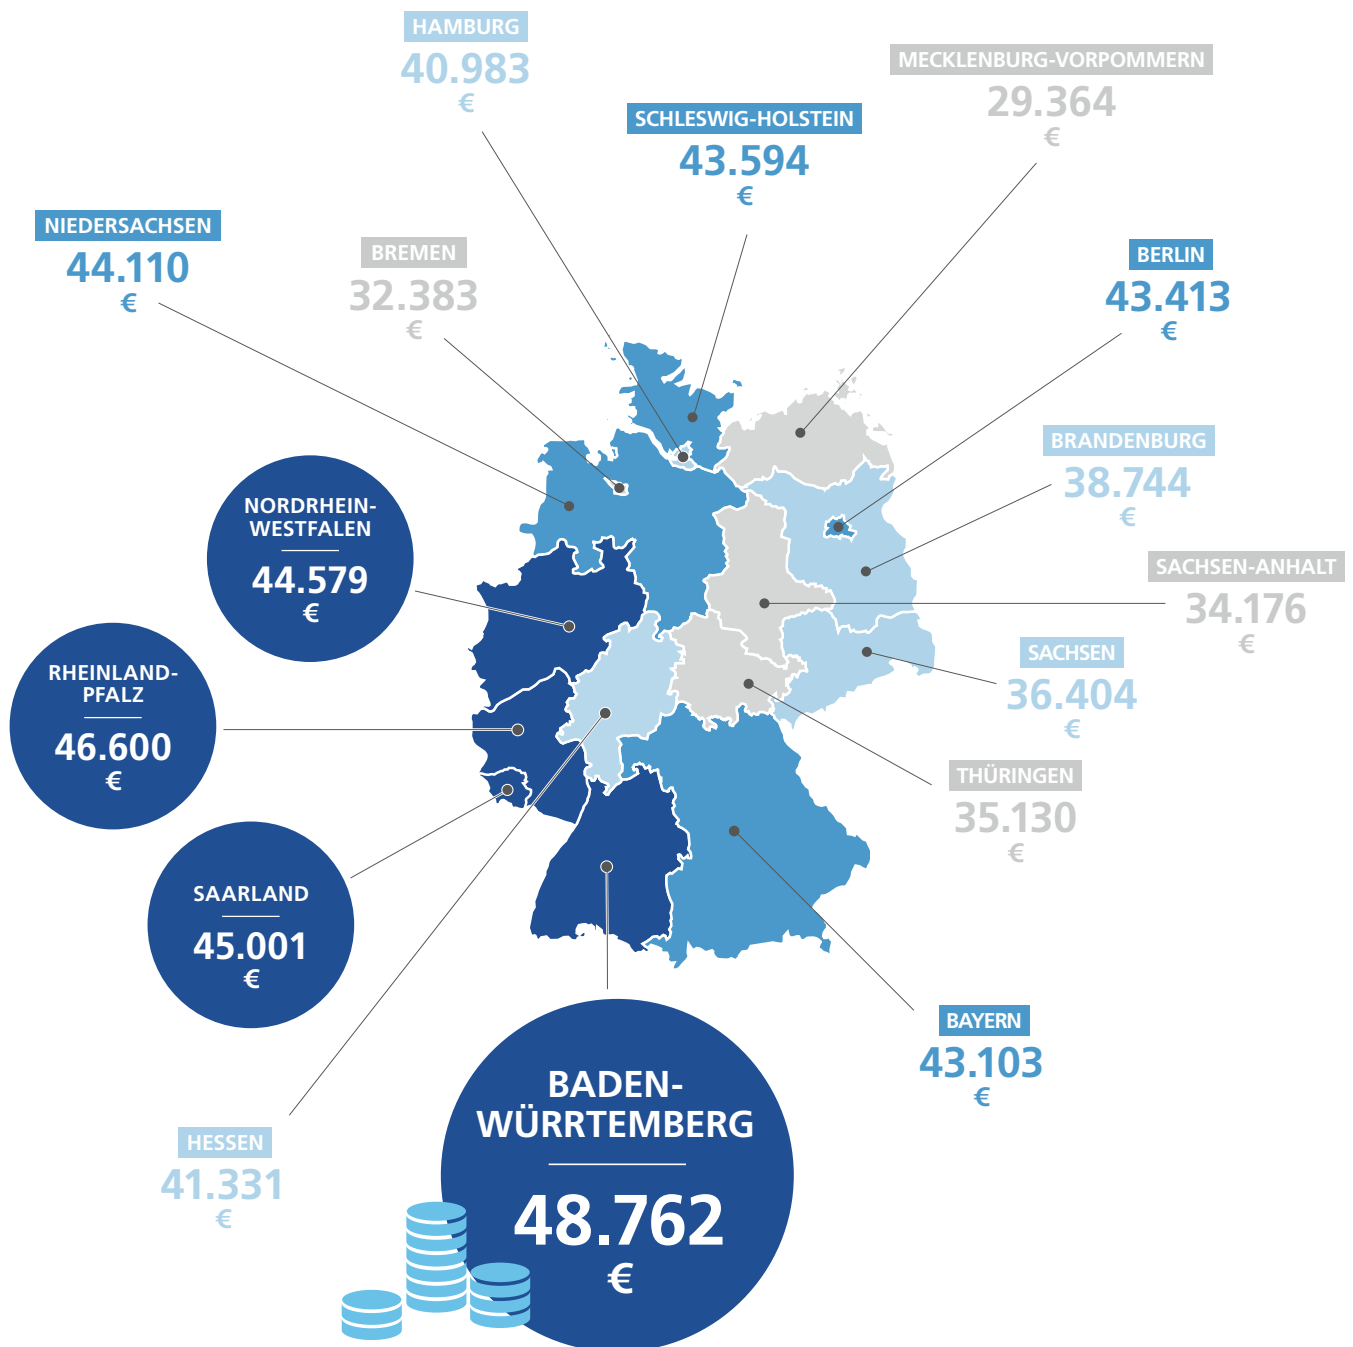 HAMBURG
40.983
€
MECKLENBURG-VORPOMMERN
29.364
€
SCHLESWIG-HOLSTEIN
43.594
€
NIEDERSACHSEN
44.110
€
BREMEN
32.383
€
BERLIN
43.413
€
BRANDENBURG
38.744
€
NORDRHEIN-
WESTFALEN
44.579
€
SACHSEN-ANHALT
34.176
€
SACHSEN
36.404
€
RHEINLAND-
PFALZ
46.600
€
THÜRINGEN
35.130
€
SAARLAND
45.001
€
BAYERN
43.103
€
BADEN-
WÜRRTEMBERG
48.762
€
HESSEN
41.331
€